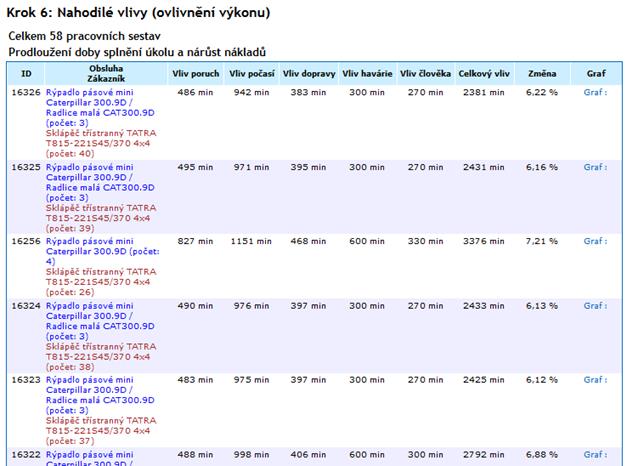 Krok 6: Nahodilé vlivy (ovlivnění výkonu)
Celkem 58 pracovních sestav
Prodloužení doby splnění úkolu a nárůst nákladů
ID Obsluha Zákazník Vliv poruch Vliv počasí Vliv dopravy Vliv havárie Vliv člověka Celkový vliv Změna Graf
16326 Rýpadlo pásové mini 486 min 942 min 383 min 300 min 270 min 2381 min 6,22 % Graf :
Caterpillar 300.9D /
Radlice malá CAT300.9D
(počet: 3)
Sklápěč třístranný TATRA
T815-221S45/370 4x4
(počet: 40)
16325 Rýpadlo pásové mini 495 min 971 min 395 min 300 min 270 min 2431 min 6,16 % Graf :
Caterpillar 300.9D /
Radlice malá CAT300.9D
(počet: 3)
Sklápěč třístranný TATRA
T815-221S45/370 4x4
(počet: 39)
16256 Rýpadlo pásové mini 827 min 1151 min 468 min 600 min 330 min 3376 min 7,21 % Graf :
Caterpillar 300.9D (počet:
4)
Sklápěč třístranný TATRA
T815-221S45/370 4x4
(počet: 26)
16324 Rýpadlo pásové mini 490 min 976 min 397 min 300 min 270 min 2433 min 6,13 % Graf :
Caterpillar 300.9D /
Radlice malá CAT300.9D
(počet: 3)
Sklápěč třístranný TATRA
T815-221S45/370 4x4
(počet: 38)
16323 Rýpadlo pásové mini 483 min 975 min 397 min 300 min 270 min 2425 min 6,12 % Graf :
Caterpillar 300.9D /
Radlice malá CAT300.9D
(počet: 3)
Sklápěč třístranný TATRA
T815-221S45/370 4x4
(počet: 37)
16322 Rýpadlo pásové mini 488 min 998 min 406 min 600 min 300 min 2792 min 6,88 % Graf :
Caterpillar 300.9D /